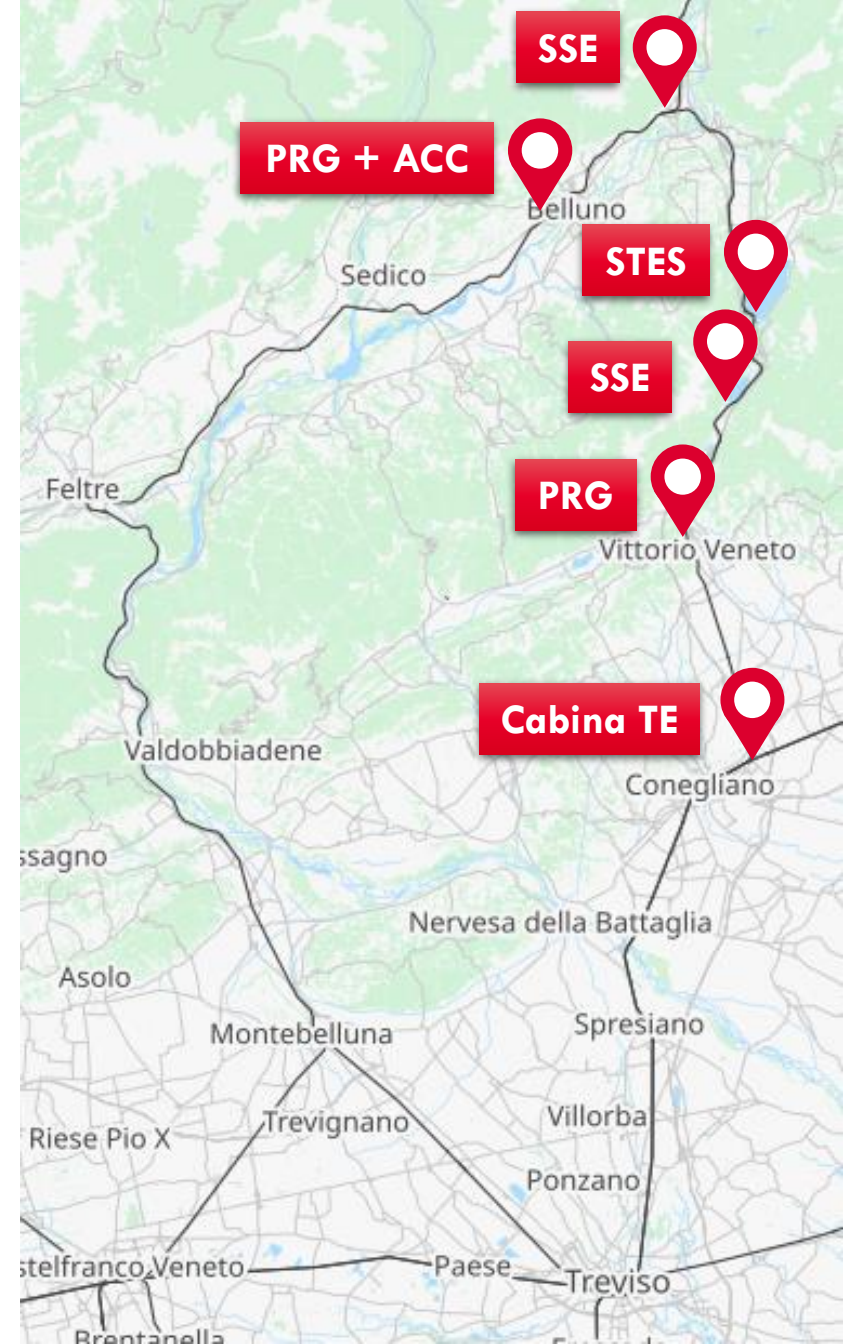 SSE
PRG + ACC
Belluno
STES
Sedico
SSE
Feltre
PRG
Vittorio Veneto
Cabina TE
Valdobbiadene
Conegliano
ssagno
Nervesa della Battaglia
Asolo
Spresiano
Montebelluna
Villorba
Trevignano
Riese Pio X
Ponzano
stelfranco Veneto
Paese
Treviso
Brentanella